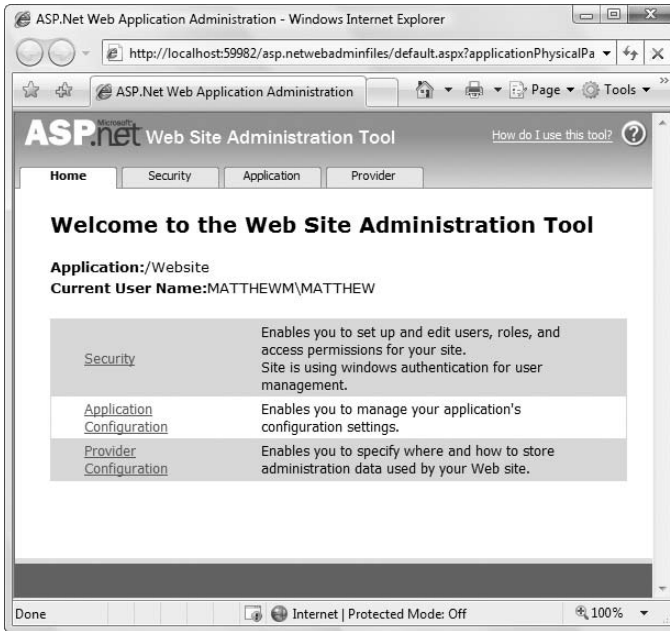 ASP.Net Web Application Administration - Windows Internet Explorer
http://localhost:59982/asp.netwebadminfiles/default.aspx?applicationPhysicalPa
ASP.Net Web Application Administration
Page
Tools
Microsoft
ASP.net Web Site Administration Tool
How do I use this tool? ?
Home Security Application Provider
Welcome to the Web Site Administration Tool
Application:/Website
Current User Name:MATTHEWM\MATTHEW
Security
Enables you to set up and edit users, roles, and
access permissions for your site.
Site is using windows authentication for user
management.
Application
Configuration
Enables you to manage your application's
configuration settings.
Provider
Configuration
Enables you to specify where and how to store
administration data used by your Web site.
Done
Internet | Protected Mode: Off
100%